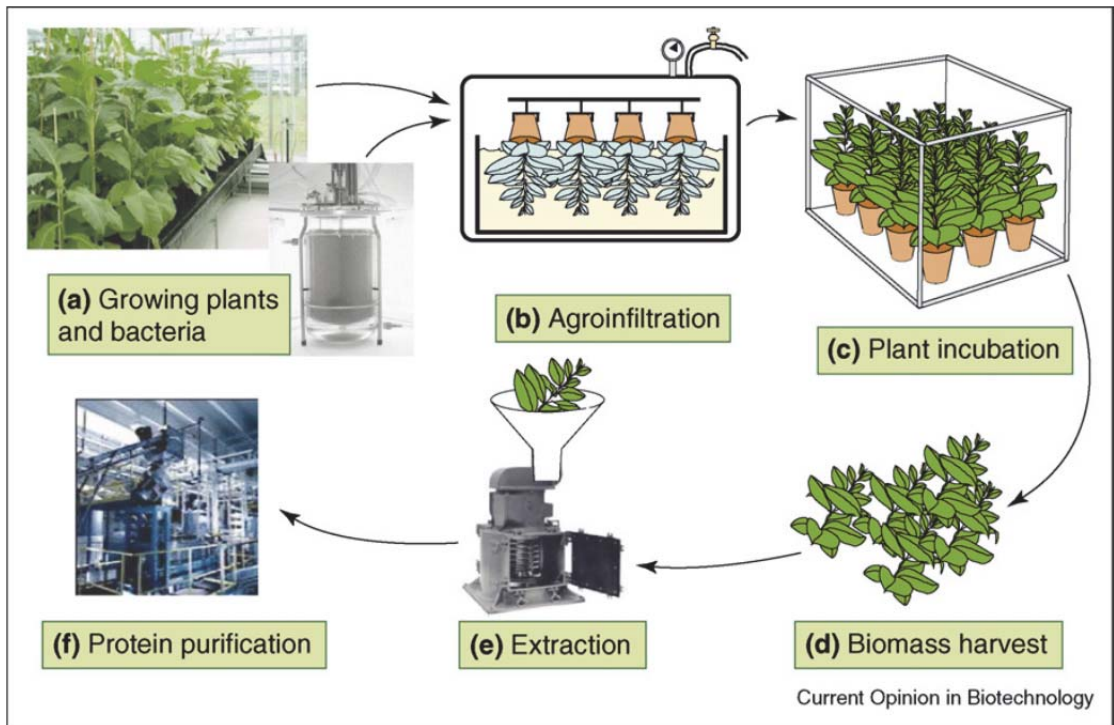 (a) Growing plants
and bacteria
(b) Agroinfiltration
(c) Plant incubation
(d) Biomass harvest
(e) Extraction
(f) Protein purification
Current Opinion in Biotechnology